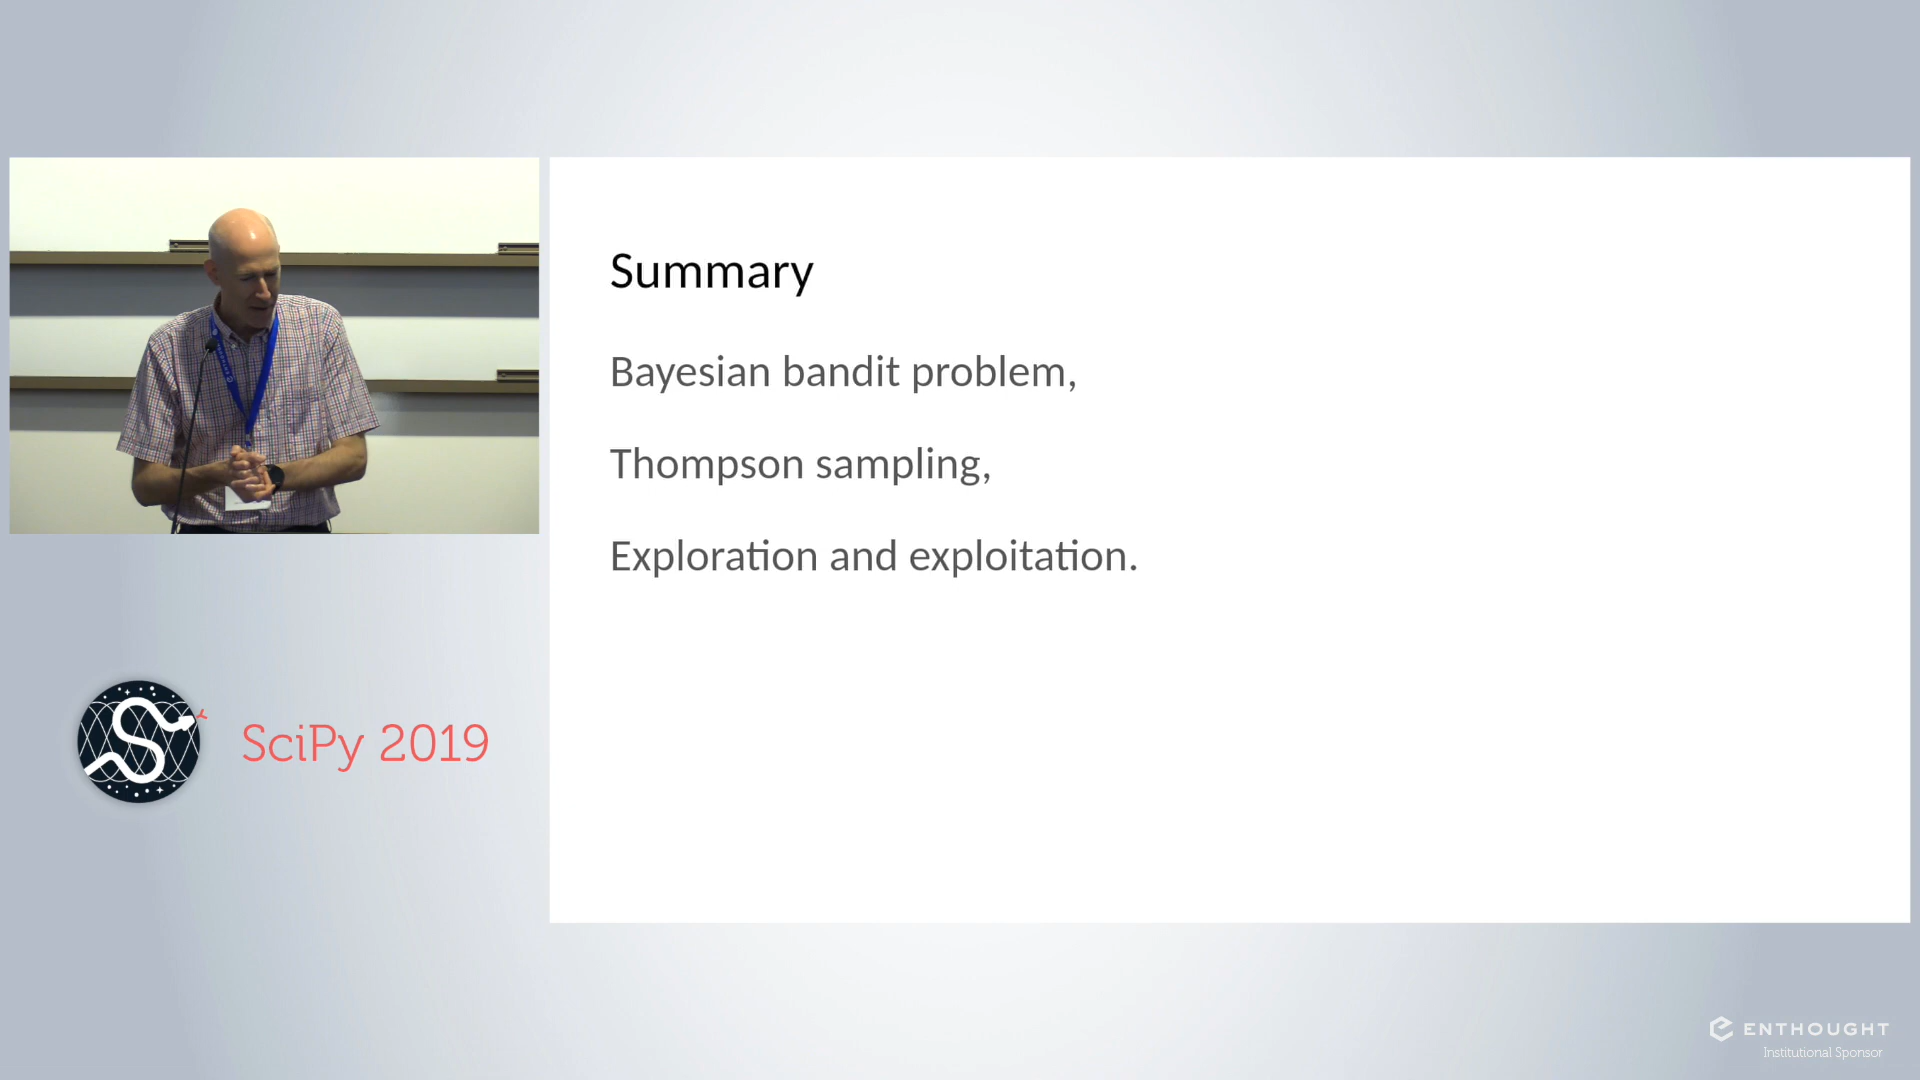 Summary
Bayesian bandit problem,
Thompson sampling,
Exploration and exploitation.
SciPy 2019
ENTHOUGHT
Institutional Sponsor